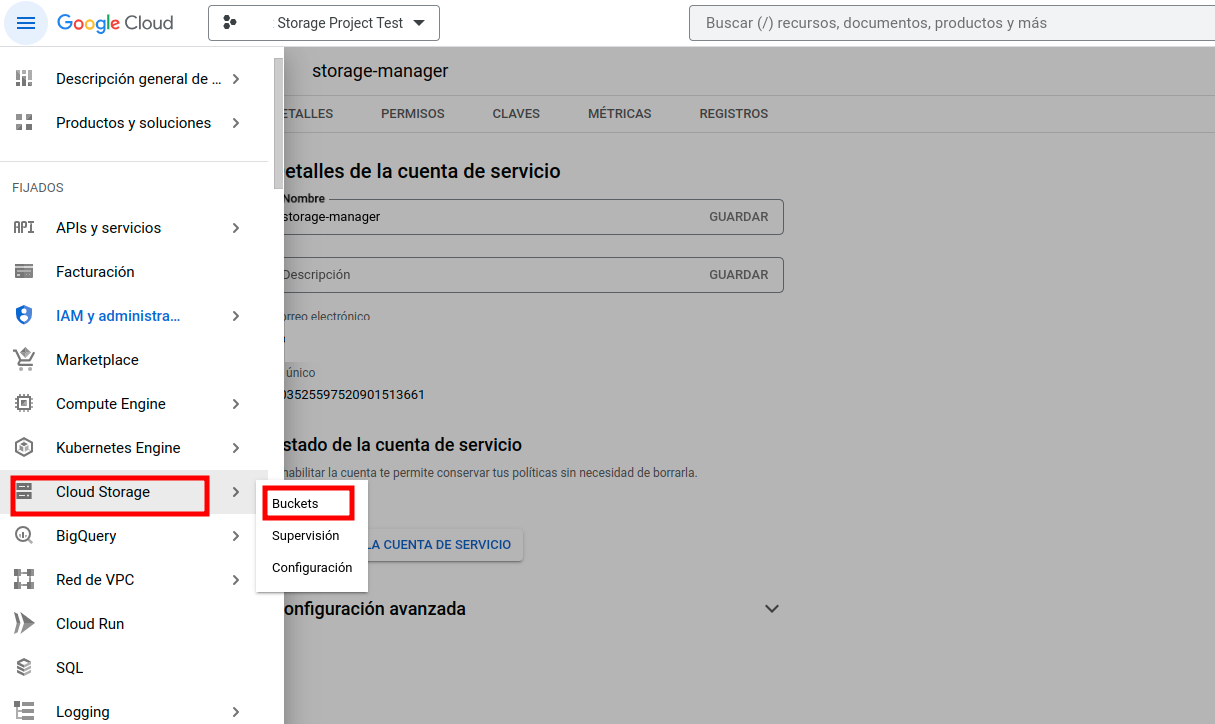 Google Cloud
Storage Project Test
Buscar (/) recursos, documentos, productos y más
Descripción general de ...
Productos y soluciones
FIJADOS
APIs y servicios
Facturación
IAM y administra...
Marketplace
Compute Engine
Kubernetes Engine
Cloud Storage
BigQuery
Red de VPC
Cloud Run
SQL
Logging
Buckets
Supervisión
Configuración
storage-manager
ETALLES PERMISOS CLAVES MÉTRICAS REGISTROS
etalles de la cuenta de servicio
Nombre
storage-manager GUARDAR
Descripción GUARDAR
orreo electrónico
único
03525597520901513661
stado de la cuenta de servicio
habilitar la cuenta te permite conservar tus políticas sin necesidad de borrarla.
LA CUENTA DE SERVICIO
onfiguración avanzada